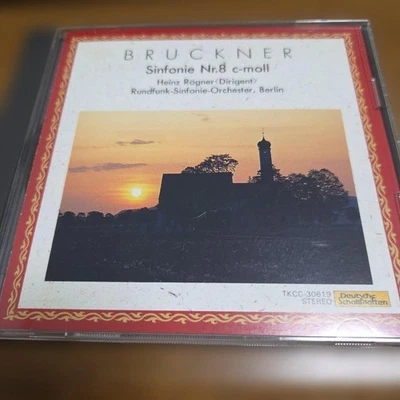 BRUCKNER
Sinfonie Nr.8 c-moll
Heinz Rögner(Dirigent)
Rundfunk-Sinfonie-Orchester, Berlin
TKCC-30619
STEREO
Deutsche
Schallplatten